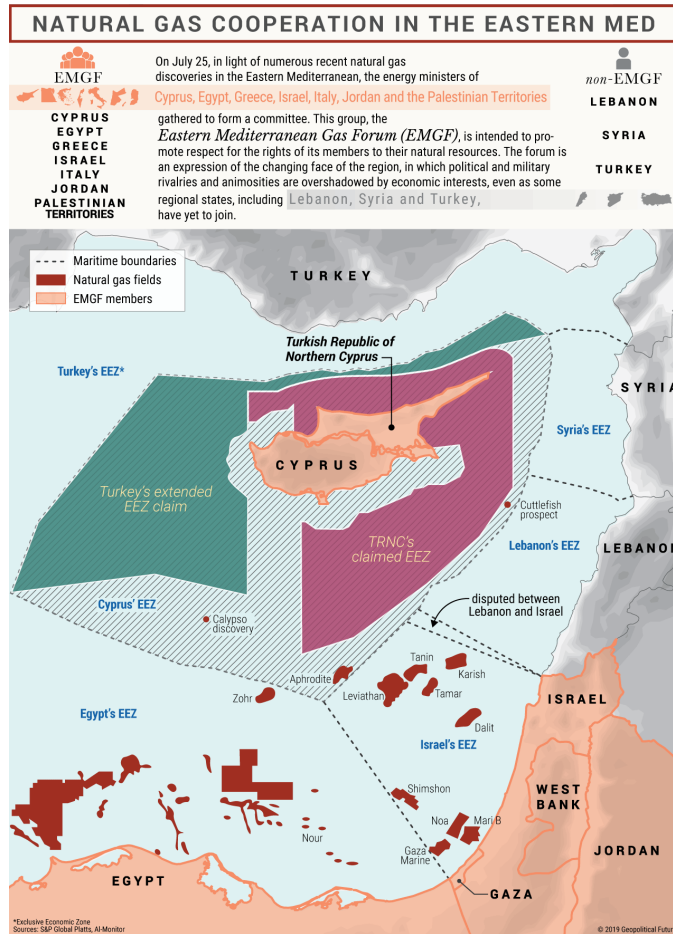 NATURAL GAS COOPERATION IN THE EASTERN MED
EMGF
CYPRUS
EGYPT
GREECE
ISRAEL
ITALY
JORDAN
PALESTINIAN
TERRITORIES
On July 25, in light of numerous recent natural gas
discoveries in the Eastern Mediterranean, the energy ministers of
Cyprus, Egypt, Greece, Israel, Italy, Jordan and the Palestinian Territories
gathered to form a committee. This group, the
Eastern Mediterranean Gas Forum (EMGF), is intended to pro-
mote respect for the rights of its members to their natural resources. The forum is
an expression of the changing face of the region, in which political and military
rivalries and animosities are overshadowed by economic interests, even as some
regional states, including Lebanon, Syria and Turkey,
have yet to join.
non-EMGF
LEBANON
SYRIA
TURKEY
Maritime boundaries
Natural gas fields
EMGF members
TURKEY
Turkish Republic of
Northern Cyprus
Turkey's EEZ*
SYRIA
Syria's EEZ
CYPRUS
Turkey's extended
EEZ claim
Cuttlefish
prospect
TRNC's
claimed EEZ
Lebanon's EEZ
LEBANON
Cyprus' EEZ
disputed between
Lebanon and Israel
Calypso
discovery
Tanin
Karish
Aphrodite
Leviathan
Tamar
Zohr
ISRAEL
Dalit
Egypt's EEZ
Israel's EEZ
Shimshon
WEST
BANK
Noa
Mari B
Nour
Gaza
Marine
JORDAN
EGYPT
GAZA
*Exclusive Economic Zone
Sources: S&P Global Platts, Al-Monitor
© 2019 Geopolitical Futu